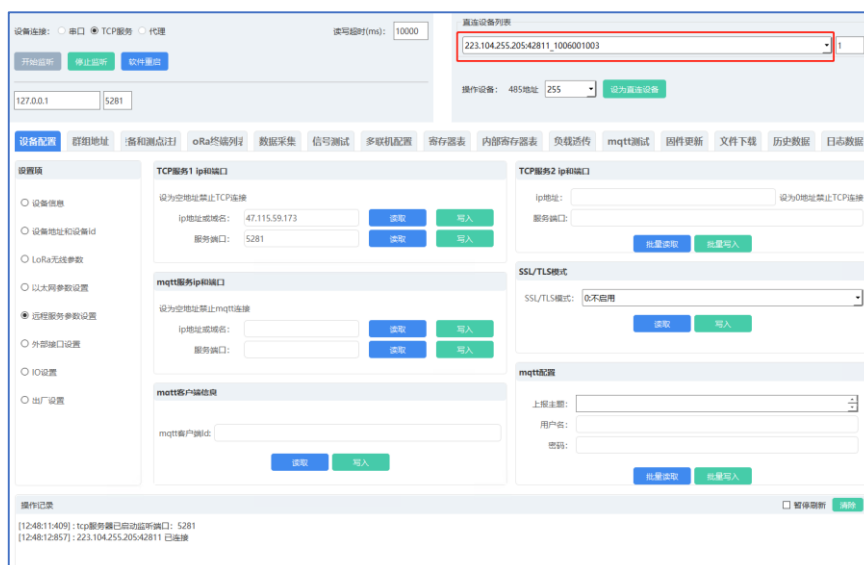 设备连接: 串口 TCP服务 代理 读写超时(ms): 10000
直连设备列表
223.104.255.205:42811_1006001003 1
开始监听 停止监听 软件重启
操作设备: 485地址 255 设为直连设备
127.0.0.1 5281
设备配置 群组地址 设备和测点注册 oRa终端列表 数据采集 信号测试 多联机配置 寄存器表 内部寄存器表 负载透传 mqtt测试 固件更新 文件下载 历史数据 日志数据
设置项
设备信息
设备地址和设备id
LoRa无线参数
以太网参数设置
远程服务参数设置
外部接口设置
IO设置
出厂设置
TCP服务1 ip和端口
设为空地址禁止TCP连接
ip地址或域名: 47.115.59.173 读取 写入
服务端口: 5281 读取 写入
mqtt服务ip和端口
设为空地址禁止mqtt连接
ip地址或域名: 读取 写入
服务端口: 读取 写入
mqtt客户端信息
mqtt客户端Id:
读取 写入
TCP服务2 ip和端口
ip地址: 设为0地址禁止TCP连接
服务端口:
批量读取 批量写入
SSL/TLS模式
SSL/TLS模式: 0:不启用
读取 写入
mqtt配置
上报主题:
用户名:
密码:
批量读取 批量写入
操作记录 暂停刷新 清除
[12:48:11:409] : tcp服务器已启动监听端口: 5281
[12:48:12:857] : 223.104.255.205:42811 已连接